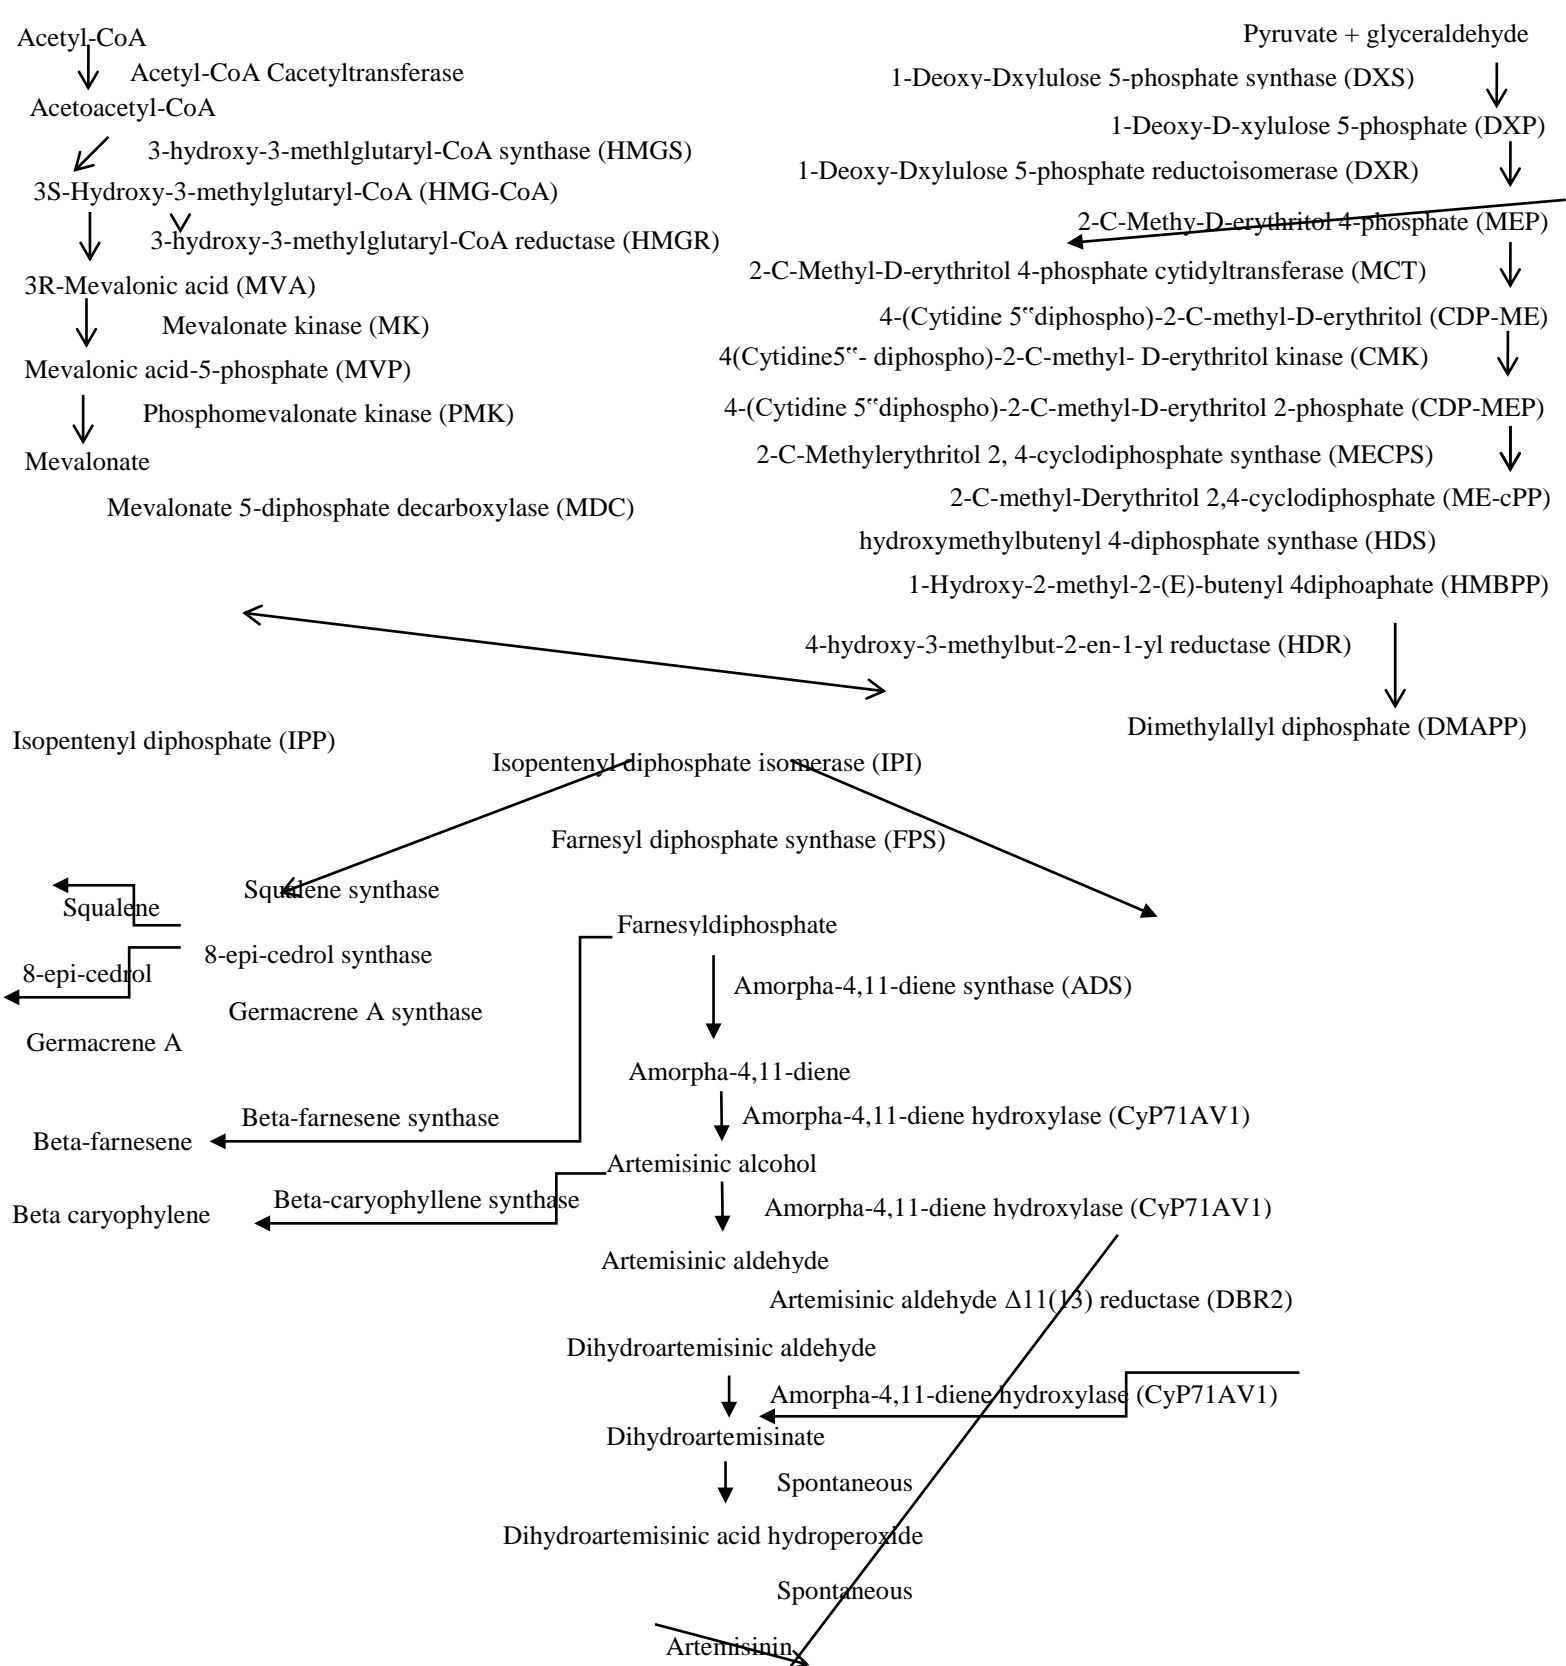 Acetyl-CoA
Acetyl-CoA Cacetyltransferase
Acetoacetyl-CoA
3-hydroxy-3-methlglutaryl-CoA synthase (HMGS)
3S-Hydroxy-3-methylglutaryl-CoA (HMG-CoA)
3-hydroxy-3-methylglutaryl-CoA reductase (HMGR)
3R-Mevalonic acid (MVA)
Mevalonate kinase (MK)
Mevalonic acid-5-phosphate (MVP)
Phosphomevalonate kinase (PMK)
Mevalonate
Mevalonate 5-diphosphate decarboxylase (MDC)
Pyruvate + glyceraldehyde
1-Deoxy-Dxylulose 5-phosphate synthase (DXS)
1-Deoxy-D-xylulose 5-phosphate (DXP)
1-Deoxy-Dxylulose 5-phosphate reductoisomerase (DXR)
2-C-Methy-D-erythritol 4-phosphate (MEP)
2-C-Methyl-D-erythritol 4-phosphate cytidyltransferase (MCT)
4-(Cytidine 5‟diphospho)-2-C-methyl-D-erythritol (CDP-ME)
4(Cytidine5‟- diphospho)-2-C-methyl- D-erythritol kinase (CMK)
4-(Cytidine 5‟diphospho)-2-C-methyl-D-erythritol 2-phosphate (CDP-MEP)
2-C-Methylerythritol 2, 4-cyclodiphosphate synthase (MECPS)
2-C-methyl-Derythritol 2,4-cyclodiphosphate (ME-cPP)
hydroxymethylbutenyl 4-diphosphate synthase (HDS)
1-Hydroxy-2-methyl-2-(E)-butenyl 4diphoaphate (HMBPP)
4-hydroxy-3-methylbut-2-en-1-yl reductase (HDR)
Dimethylallyl diphosphate (DMAPP)
Isopentenyl diphosphate (IPP)
Isopentenyl diphosphate isomerase (IPI)
Farnesyl diphosphate synthase (FPS)
Squalene synthase
Squalene
Farnesyldiphosphate
8-epi-cedrol synthase
8-epi-cedrol
Amorpha-4,11-diene synthase (ADS)
Germacrene A synthase
Germacrene A
Amorpha-4,11-diene
Beta-farnesene synthase
Amorpha-4,11-diene hydroxylase (CyP71AV1)
Beta-farnesene
Artemisinic alcohol
Beta-caryophyllene synthase
Amorpha-4,11-diene hydroxylase (CyP71AV1)
Beta caryophylene
Artemisinic aldehyde
Artemisinic aldehyde Δ11(13) reductase (DBR2)
Dihydroartemisinic aldehyde
Amorpha-4,11-diene hydroxylase (CyP71AV1)
Dihydroartemisinate
Spontaneous
Dihydroartemisinic acid hydroperoxide
Spontaneous
Artemisinin